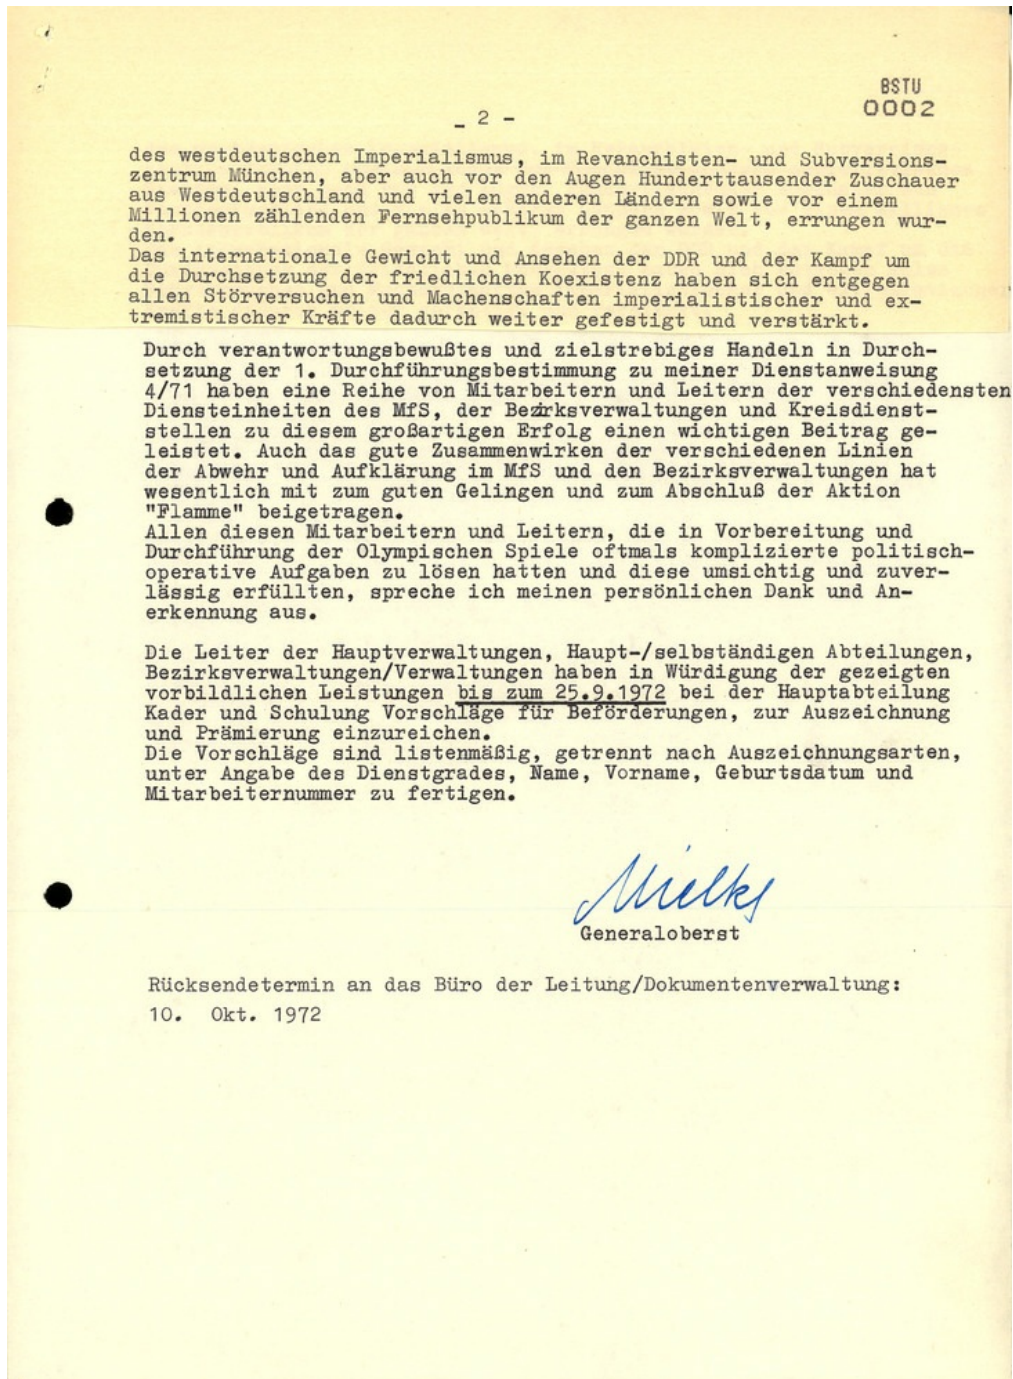 BSTU
0002
- 2 -
des westdeutschen Imperialismus, im Revanchisten- und Subversions-
zentrum München, aber auch vor den Augen Hunderttausender Zuschauer
aus Westdeutschland und vielen anderen Ländern sowie vor einem
Millionen zählenden Fernsehpublikum der ganzen Welt, errungen wur-
den.
Das internationale Gewicht und Ansehen der DDR und der Kampf um
die Durchsetzung der friedlichen Koexistenz haben sich entgegen
allen Störversuchen und Machenschaften imperialistischer und ex-
tremistischer Kräfte dadurch weiter gefestigt und verstärkt.
Durch verantwortungsbewußtes und zielstrebiges Handeln in Durch-
setzung der 1. Durchführungsbestimmung zu meiner Dienstanweisung
4/71 haben eine Reihe von Mitarbeitern und Leitern der verschiedensten
Diensteinheiten des MfS, der Bezirksverwaltungen und Kreisdienst-
stellen zu diesem großartigen Erfolg einen wichtigen Beitrag ge-
leistet. Auch das gute Zusammenwirken der verschiedenen Linien
der Abwehr und Aufklärung im MfS und den Bezirksverwaltungen hat
wesentlich mit zum guten Gelingen und zum Abschluß der Aktion
"Flamme" beigetragen.
Allen diesen Mitarbeitern und Leitern, die in Vorbereitung und
Durchführung der Olympischen Spiele oftmals komplizierte politisch-
operative Aufgaben zu lösen hatten und diese umsichtig und zuver-
lässig erfüllten, spreche ich meinen persönlichen Dank und An-
erkennung aus.
Die Leiter der Hauptverwaltungen, Haupt-/selbständigen Abteilungen,
Bezirksverwaltungen/Verwaltungen haben in Würdigung der gezeigten
vorbildlichen Leistungen bis zum 25.9.1972 bei der Hauptabteilung
Kader und Schulung Vorschläge für Beförderungen, zur Auszeichnung
und Prämierung einzureichen.
Die Vorschläge sind listenmäßig, getrennt nach Auszeichnungsarten,
unter Angabe des Dienstgrades, Name, Vorname, Geburtsdatum und
Mitarbeiternummer zu fertigen.
Mielke
Generaloberst
Rücksendetermin an das Büro der Leitung/Dokumentenverwaltung:
10. Okt. 1972